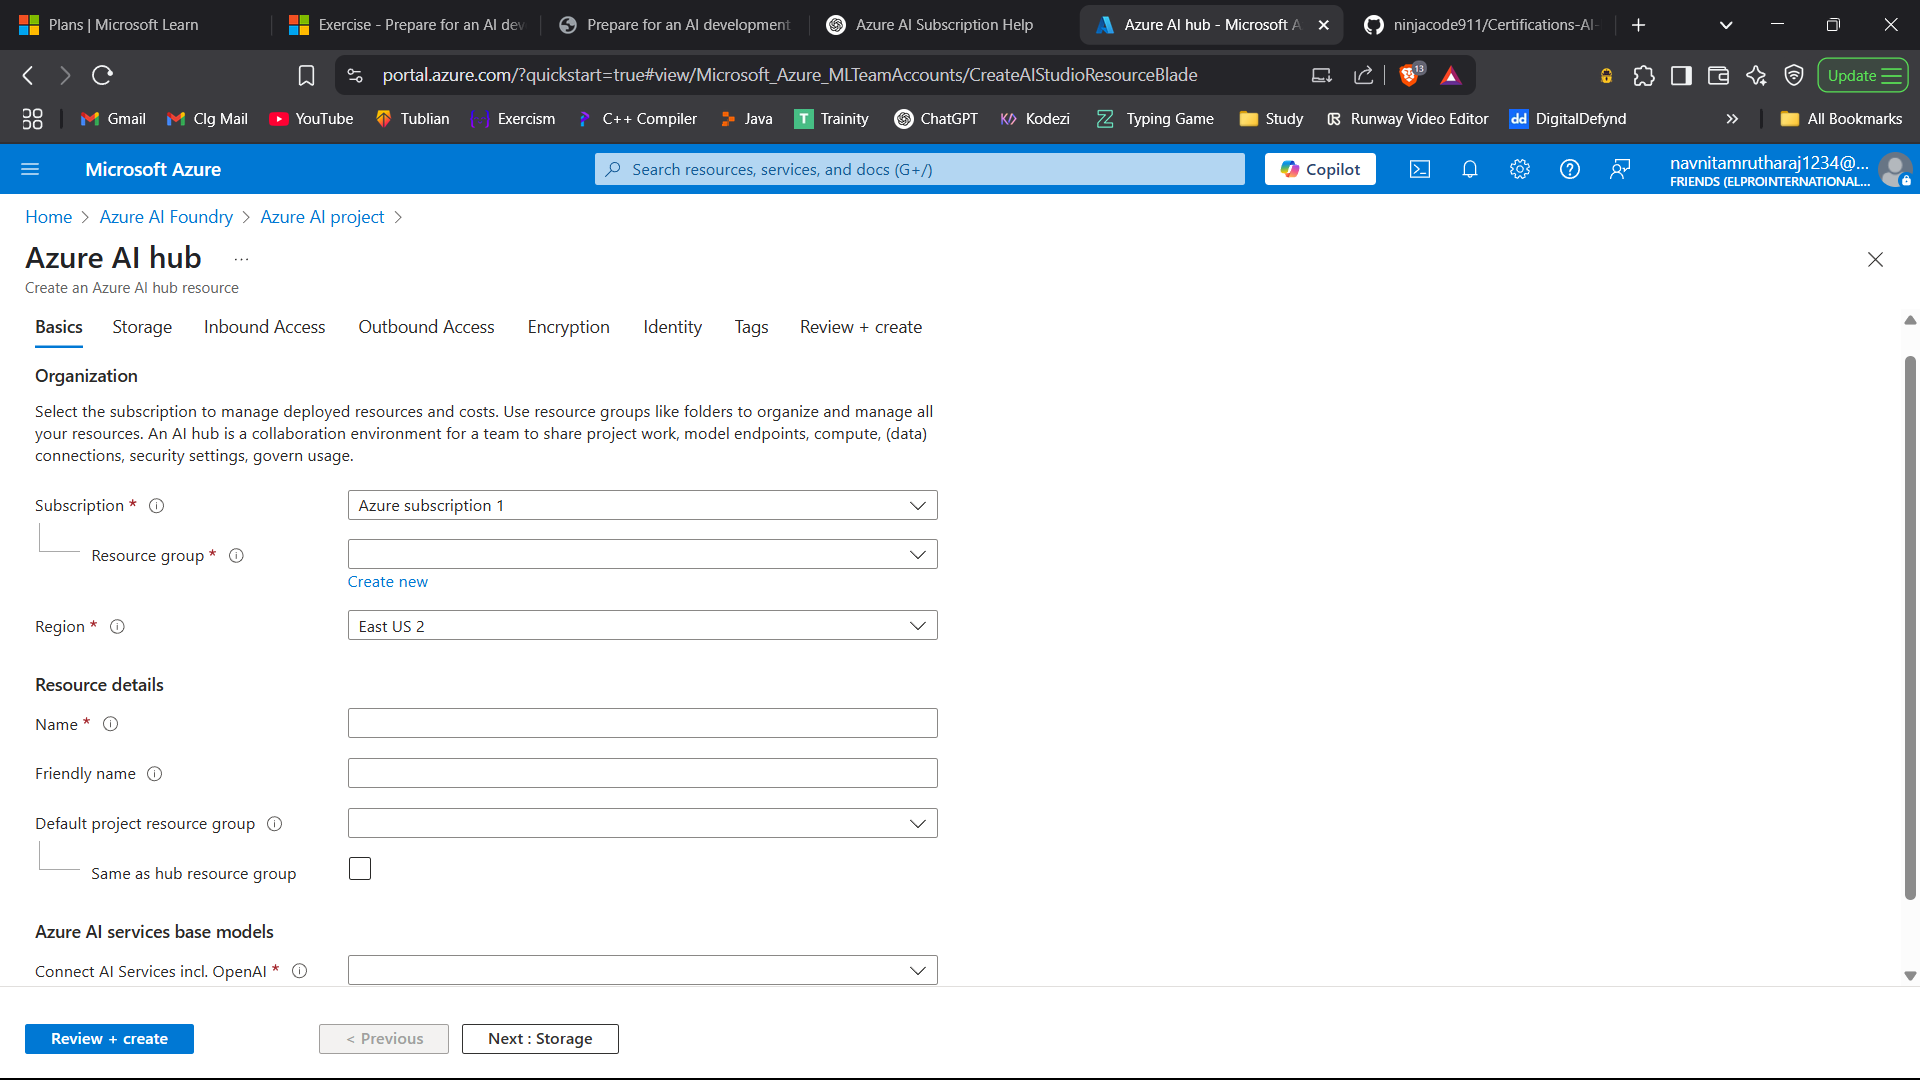 Plans | Microsoft Learn
Exercise - Prepare for an AI dev
Prepare for an AI development
Azure AI Subscription Help
Azure AI hub - Microsoft A
ninjacode911/Certifications-AI-
portal.azure.com/?quickstart=true#view/Microsoft_Azure_MLTeamAccounts/CreateAIStudioResourceBlade
13
Update
Gmail
Clg Mail
YouTube
Tublian
Exercism
C++ Compiler
Java
T Trainity
ChatGPT
K/> Kodezi
Typing Game
Study
Runway Video Editor
dd DigitalDefynd
»
All Bookmarks
Microsoft Azure
Search resources, services, and docs (G+/)
Copilot
navnitamrutharaj1234@...
FRIENDS (ELPROINTERNATIONAL...
Home > Azure AI Foundry > Azure AI project >
Azure AI hub ...
Create an Azure AI hub resource
Basics
Storage
Inbound Access
Outbound Access
Encryption
Identity
Tags
Review + create
Organization
Select the subscription to manage deployed resources and costs. Use resource groups like folders to organize and manage all
your resources. An AI hub is a collaboration environment for a team to share project work, model endpoints, compute, (data)
connections, security settings, govern usage.
Subscription *
Azure subscription 1
Resource group *
Create new
Region *
East US 2
Resource details
Name *
Friendly name
Default project resource group
Same as hub resource group
Azure AI services base models
Connect AI Services incl. OpenAI *
Review + create
< Previous
Next : Storage